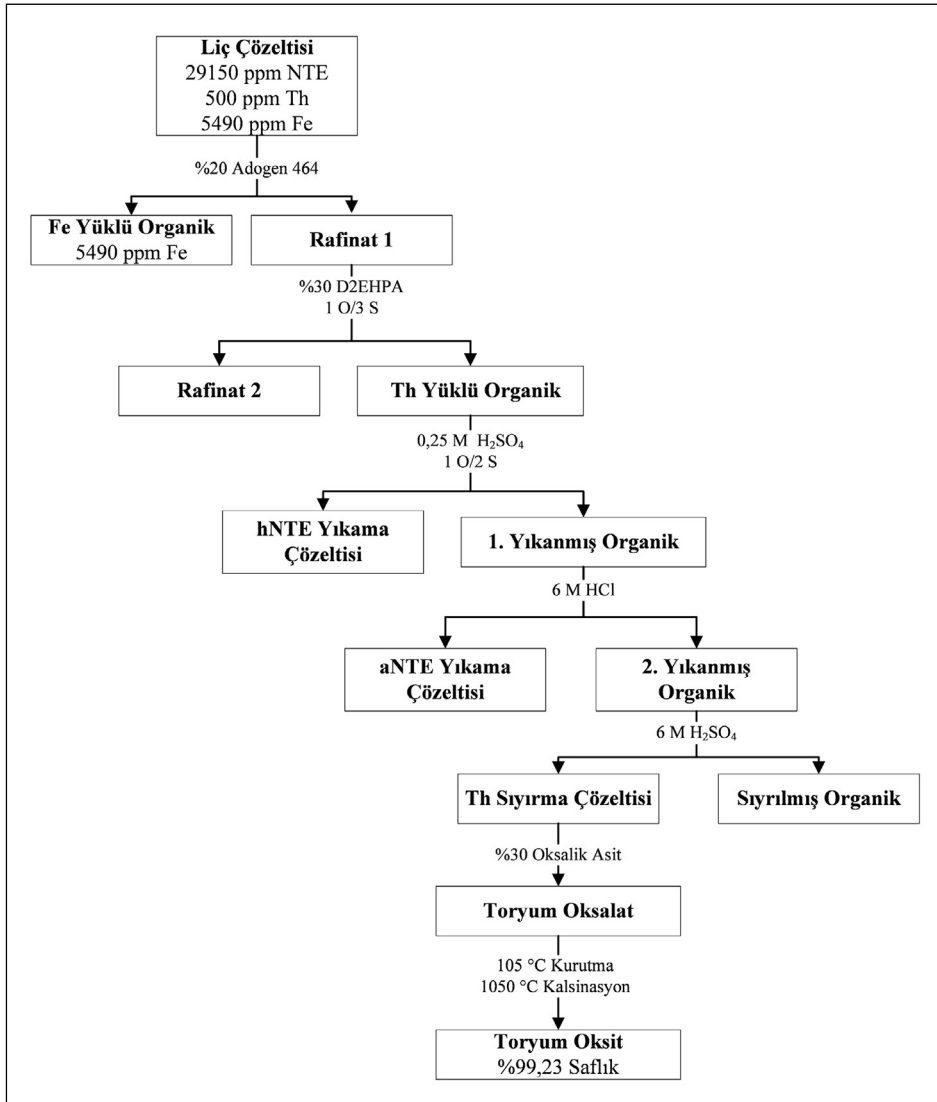 Liç Çözeltisi
29150 ppm NTE
500 ppm Th
5490 ppm Fe
%20 Adogen 464
Fe Yüklü Organik
5490 ppm Fe
Rafinat 1
%30 D2EHPA
1 O/3 S
Rafinat 2
Th Yüklü Organik
0,25 M H₂SO₄
1 O/2 S
hNTE Yıkama
Çözeltisi
1. Yıkanmış Organik
6 M HCl
aNTE Yıkama
Çözeltisi
2. Yıkanmış
Organik
6 M H₂SO₄
Th Sıyırma Çözeltisi
Sıyrılmış Organik
%30 Oksalik Asit
Toryum Oksalat
105 °C Kurutma
1050 °C Kalsinasyon
Toryum Oksit
%99,23 Saflık